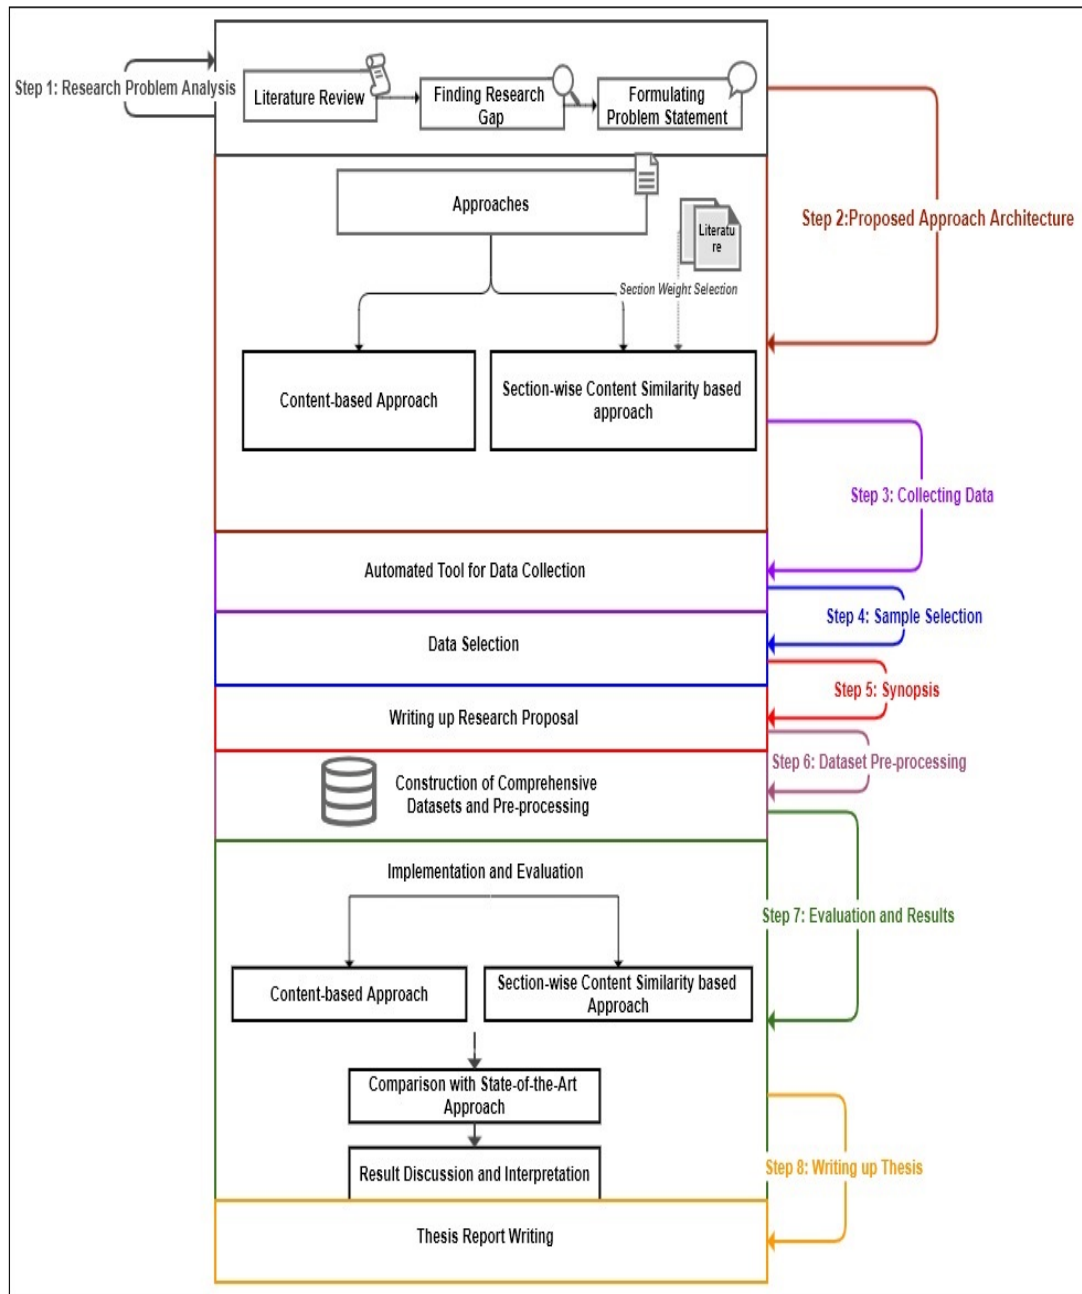 Step 1: Research Problem Analysis
Literature Review
Finding Research
Gap
Formulating
Problem Statement
Approaches
Literatu
re
Step 2:Proposed Approach Architecture
Section Weight Selection
Content-based Approach
Section-wise Content Similarity based
approach
Step 3: Collecting Data
Automated Tool for Data Collection
Step 4: Sample Selection
Data Selection
Step 5: Synopsis
Writing up Research Proposal
Step 6: Dataset Pre-processing
Construction of Comprehensive
Datasets and Pre-processing
Implementation and Evaluation
Step 7: Evaluation and Results
Content-based Approach
Section-wise Content Similarity based
Approach
Comparison with State-of-the-Art
Approach
Result Discussion and Interpretation
Step 8: Writing up Thesis
Thesis Report Writing